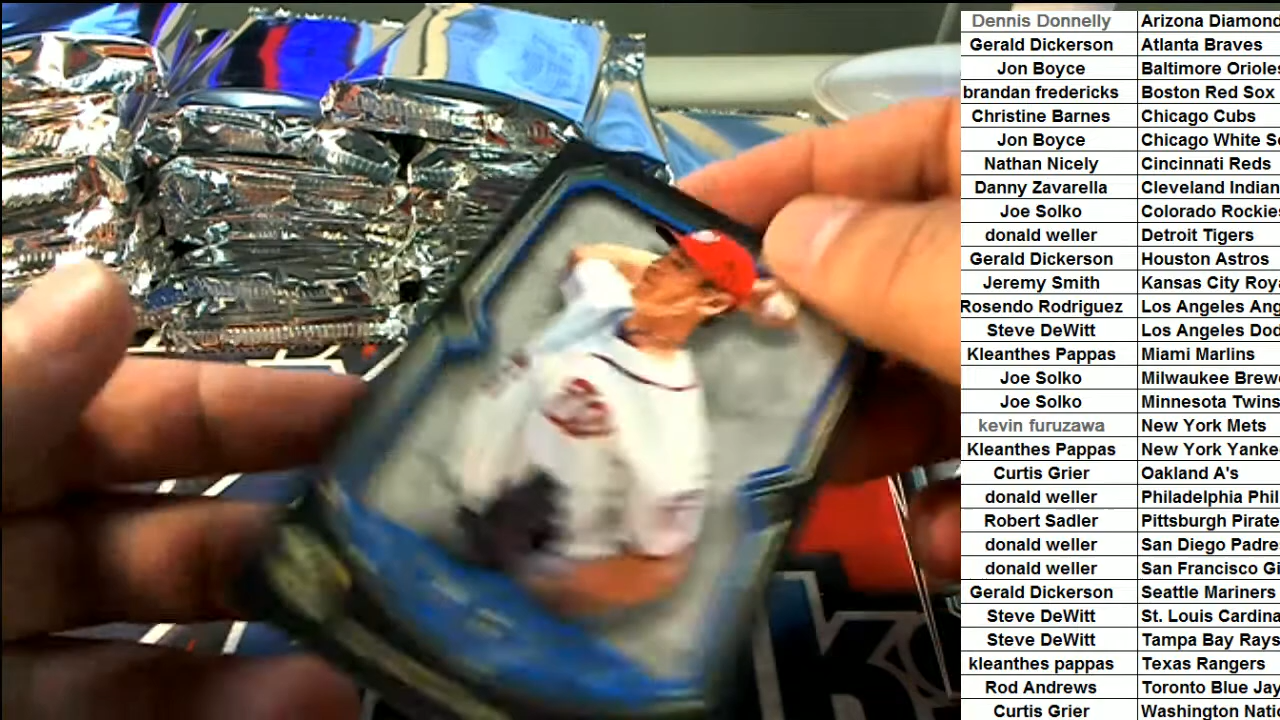 Dennis Donnelly Arizona Diamond
Gerald Dickerson Atlanta Braves
Jon Boyce Baltimore Oriole
brandan fredericks Boston Red Sox
Christine Barnes Chicago Cubs
Jon Boyce Chicago White S
Nathan Nicely Cincinnati Reds
Danny Zavarella Cleveland Indian
Joe Solko Colorado Rockie
donald weller Detroit Tigers
Gerald Dickerson Houston Astros
Jeremy Smith Kansas City Roya
Rosendo Rodriguez Los Angeles Ang
Steve DeWitt Los Angeles Dod
Kleanthes Pappas Miami Marlins
Joe Solko Milwaukee Brew
Joe Solko Minnesota Twins
kevin furuzawa New York Mets
Kleanthes Pappas New York Yanke
Curtis Grier Oakland A's
donald weller Philadelphia Phil
Robert Sadler Pittsburgh Pirate
donald weller San Diego Padre
donald weller San Francisco Gi
Gerald Dickerson Seattle Mariners
Steve DeWitt St. Louis Cardina
Steve DeWitt Tampa Bay Rays
kleanthes pappas Texas Rangers
Rod Andrews Toronto Blue Jay
Curtis Grier Washington Natio